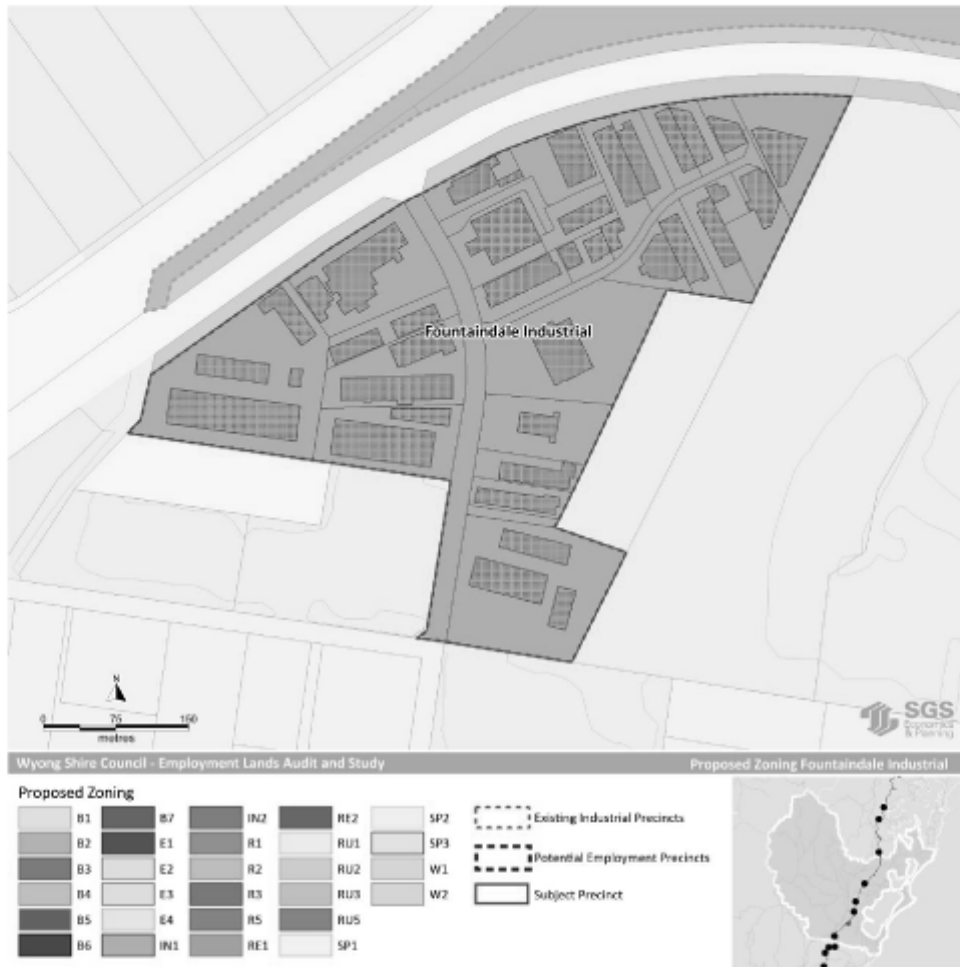 Fountaindale Industrial
N
0 75 150
metres
SGS
Economics
& Planning
Wyong Shire Council - Employment Lands Audit and Study
Proposed Zoning Fountaindale Industrial
Proposed Zoning
B1
B2
B3
B4
B5
B6
B7
E1
E2
E3
E4
IN1
IN2
R1
R2
R3
R5
RE1
RE2
RU1
RU2
RU3
RU5
SP1
SP2
SP3
W1
W2
Existing Industrial Precincts
Potential Employment Precincts
Subject Precinct